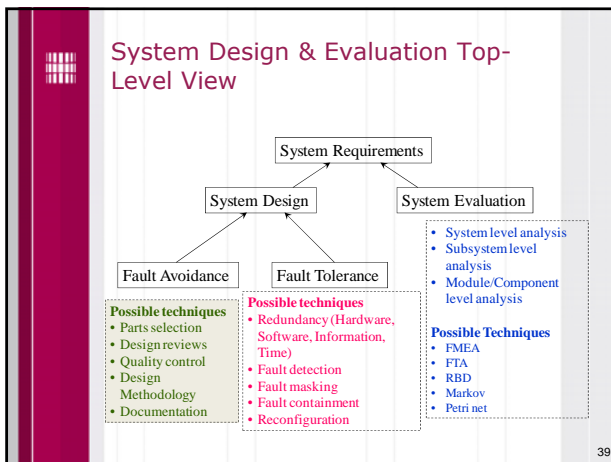 System Design & Evaluation Top-
Level View
System Requirements
System Design
System Evaluation
Fault Avoidance
Fault Tolerance
Possible techniques
• Parts selection
• Design reviews
• Quality control
• Design
Methodology
• Documentation
Possible techniques
• Redundancy (Hardware,
Software, Information,
Time)
• Fault detection
• Fault masking
• Fault containment
• Reconfiguration
• System level analysis
• Subsystem level
analysis
• Module/Component
level analysis
Possible Techniques
• FMEA
• FTA
• RBD
• Markov
• Petri net
39